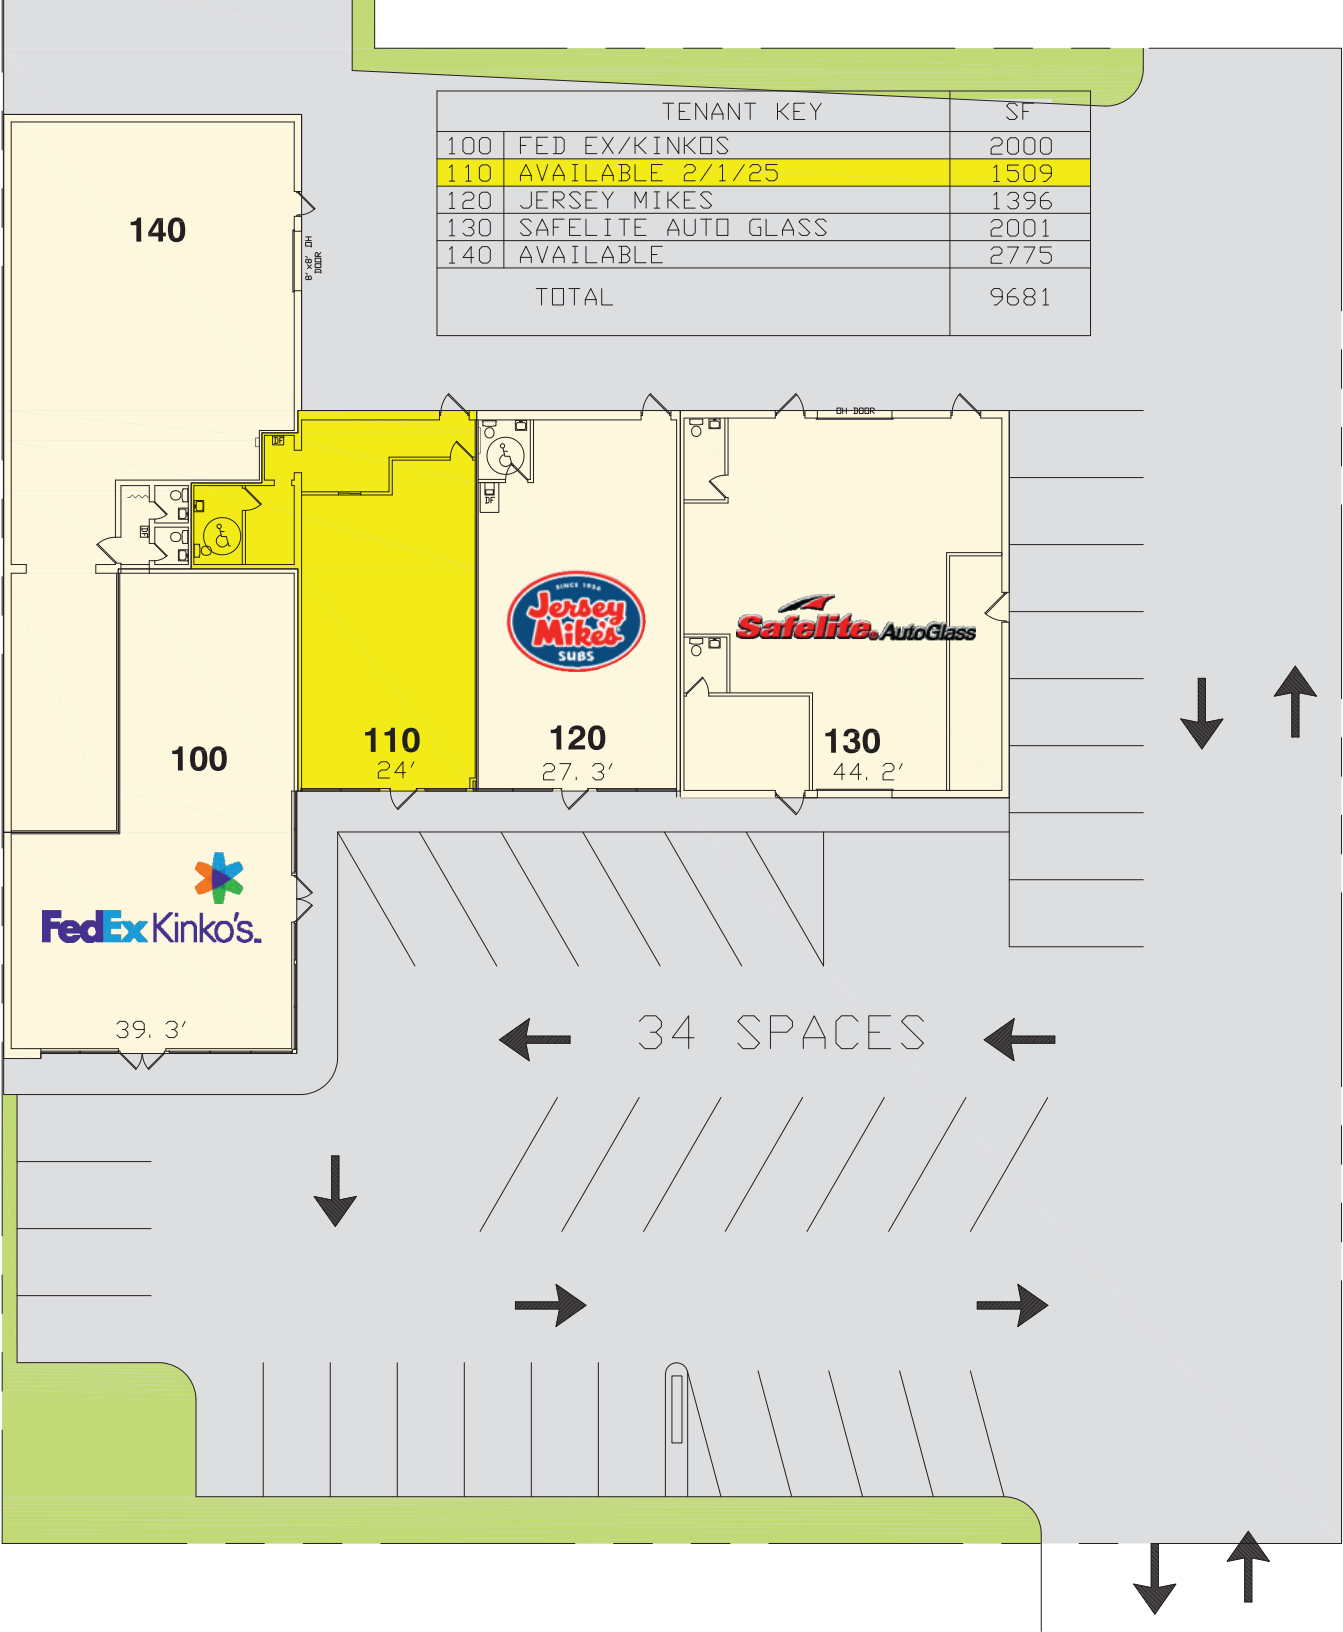 TENANT KEY SF
100 FED EX/KINKOS 2000
110 AVAILABLE 2/1/25 1509
120 JERSEY MIKES 1396
130 SAFELITE AUTO GLASS 2001
140 AVAILABLE 2775
TOTAL 9681
140
8'x8' OH
DOOR
OH DOOR
DF
DF
DF
SINCE 1956
Jersey
Mike's
SUBS
Safelite® AutoGlass
110
24'
120
27.3'
130
44.2'
100
FedEx Kinko's
39.3'
34 SPACES